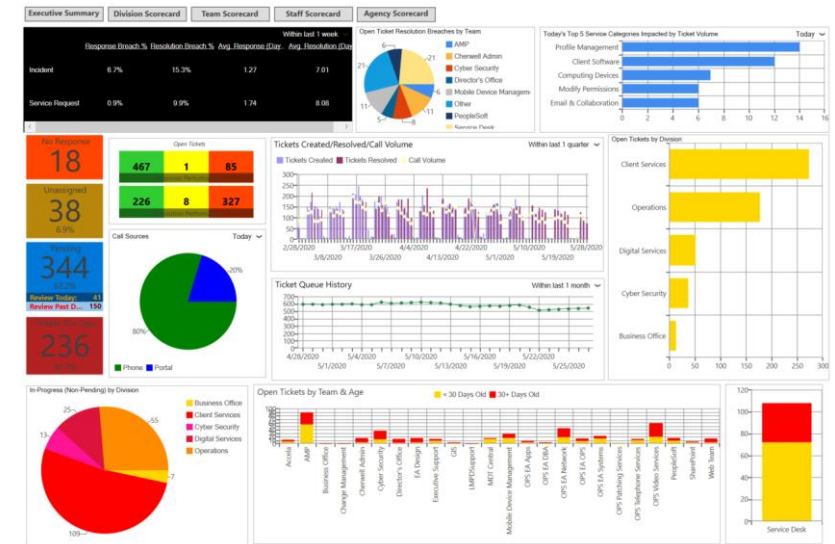 Executive Summary
Division Scorecard
Team Scorecard
Staff Scorecard
Agency Scorecard
Within last 1 week
Response Breach % Resolution Breach % Avg. Response (Day.. Avg. Resolution (Day
Incident 6.7% 15.3% 1.27 7.01
Service Request 0.9% 9.9% 1.74 8.08
Open Ticket Resolution Breaches by Team
6
21
11
5
8
11
6
21
AMP
Cherwell Admin
Cyber Security
Director's Office
Mobile Device Managem
Other
PeopleSoft
Service Desk
Today's Top 5 Service Categories Impacted by Ticket Volume Today
Profile Management
Client Software
Computing Devices
Modify Permissions
Email & Collaboration
0 2 4 6 8 10 12 14 16
No Response
18
Unassigned
38
6.9%
Pending
344
62.2%
Review Today: 41
Review Past D... 150
236
Open Tickets
467 1 85
226 8 327
Call Sources Today
20%
80%
Phone Portal
Tickets Created/Resolved/Call Volume Within last 1 quarter
Tickets Created Tickets Resolved Call Volume
300
250
200
150
100
50
0
2/28/2020 3/17/2020 4/4/2020 4/22/2020 5/10/2020 5/28/2020
3/8/2020 3/26/2020 4/13/2020 5/1/2020 5/19/2020
Ticket Queue History Within last 1 month
700
600
500
400
300
200
100
0
4/28/2020 5/4/2020 5/10/2020 5/16/2020 5/22/2020
5/1/2020 5/7/2020 5/13/2020 5/19/2020 5/25/2020
Open Tickets by Division
Client Services
Operations
Digital Services
Cyber Security
Business Office
0 50 100 150 200 250 300
In-Progress (Non-Pending) by Division
25
55
13
7
109
Business Office
Client Services
Cyber Security
Digital Services
Operations
Open Tickets by Team & Age
< 30 Days Old 30+ Days Old
Accela
AMP
Business Office
Change Management
Cherwell Admin
Cyber Security
Director's Office
EA Design
Executive Support
GIS
LMPDSupport
MDT Central
Mobile Device Management
OPS EA Apps
OPS EA DBA
OPS EA Network
OPS EA OPS
OPS EA Systems
OPS Patching Services
OPS Telephone Services
OPS Video Services
PeopleSoft
SharePoint
Web Team
120
100
80
60
40
20
0
Service Desk